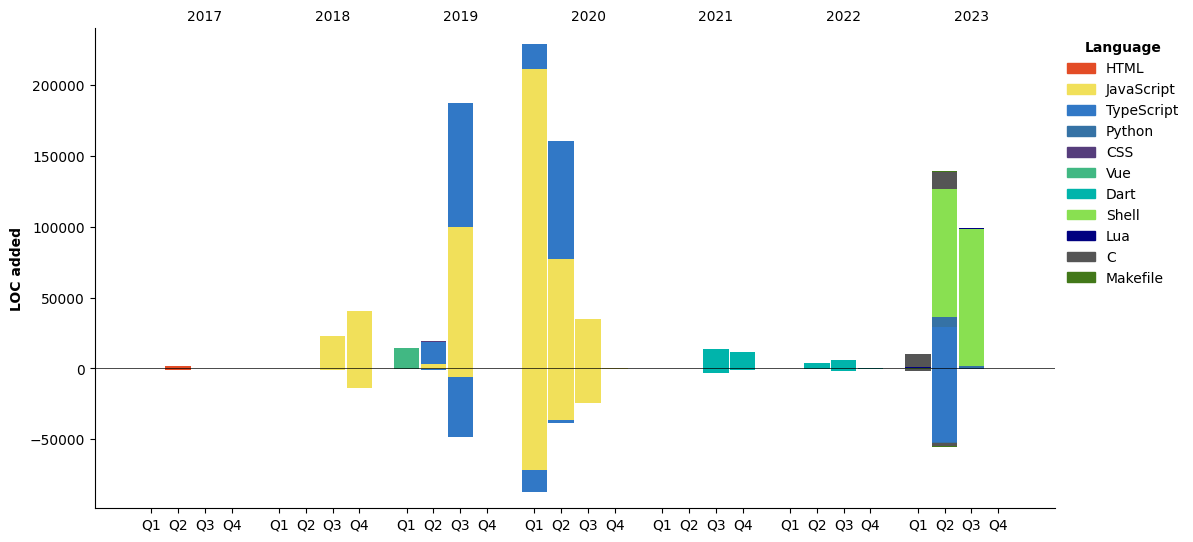 2017 2018 2019 2020 2021 2022 2023
LOC added
200000
150000
100000
50000
0
−50000
Q1 Q2 Q3 Q4 Q1 Q2 Q3 Q4 Q1 Q2 Q3 Q4 Q1 Q2 Q3 Q4 Q1 Q2 Q3 Q4 Q1 Q2 Q3 Q4 Q1 Q2 Q3 Q4
Language
HTML
JavaScript
TypeScript
Python
CSS
Vue
Dart
Shell
Lua
C
Makefile